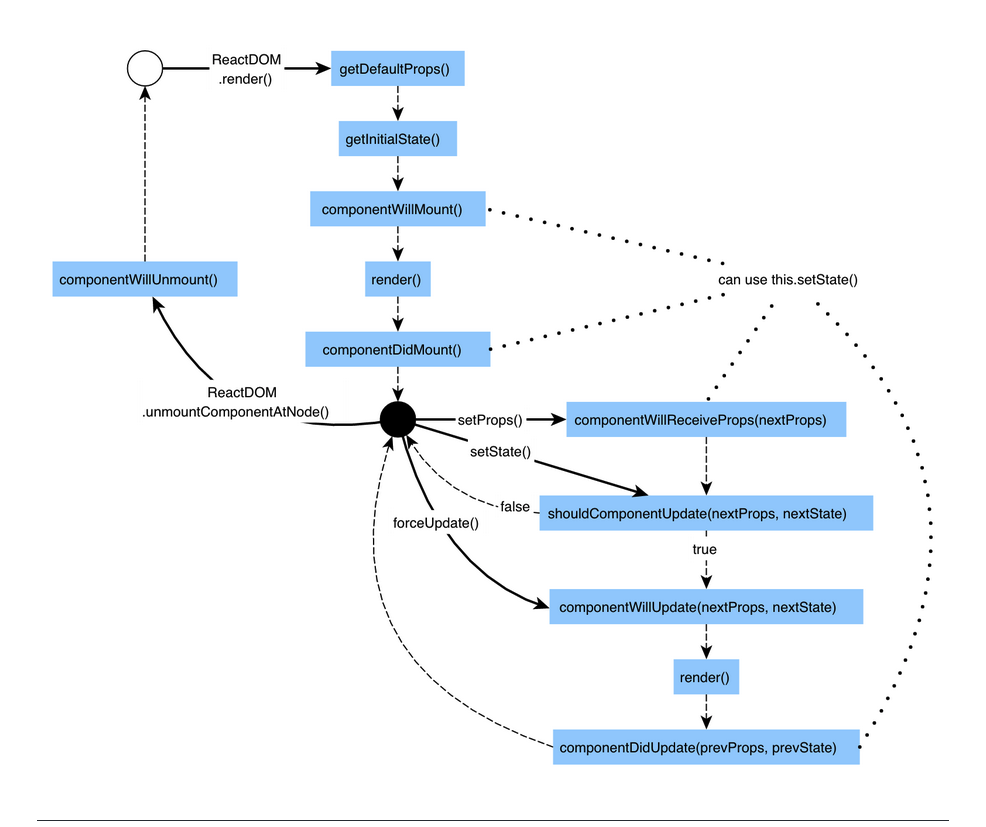 ReactDOM
.render()
getDefaultProps()
getInitialState()
componentWillMount()
componentWillUnmount()
render()
can use this.setState()
componentDidMount()
ReactDOM
.unmountComponentAtNode()
setProps()
componentWillReceiveProps(nextProps)
setState()
false
shouldComponentUpdate(nextProps, nextState)
forceUpdate()
true
componentWillUpdate(nextProps, nextState)
render()
componentDidUpdate(prevProps, prevState)